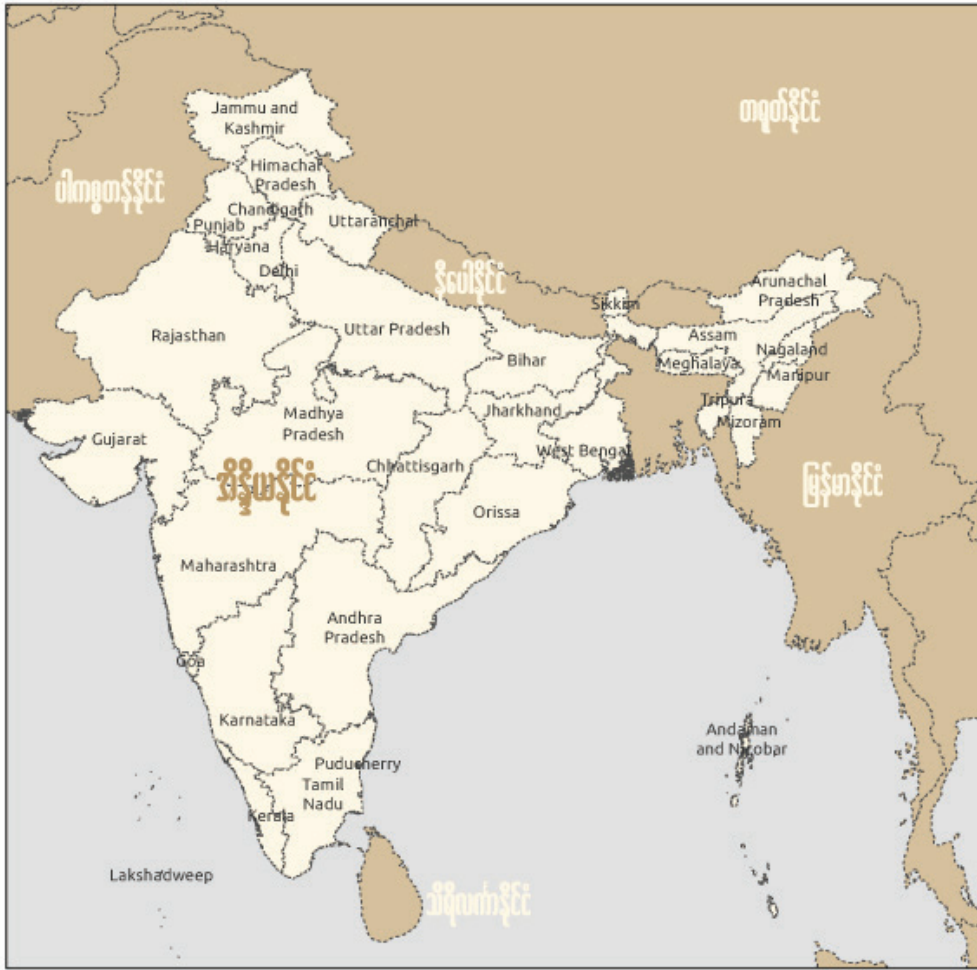 Jammu and
Kashmir
တရုတ်နိုင်ငံ
Himachal
Pradesh
ပါကစ္စတန်နိုင်ငံ
Chandigarh
Uttaranchal
Punjab
Haryana
Delhi
နီပေါနိုင်ငံ
Arunachal
Pradesh
Sikkim
Rajasthan
Uttar Pradesh
Assam
Nagaland
Bihar
Meghalaya
Manipur
Tripura
Mizoram
Jharkhand
Madhya
Pradesh
Gujarat
West Bengal
Chhattisgarh
အိန္ဒိယနိုင်ငံ
မြန်မာနိုင်ငံ
Orissa
Maharashtra
Andhra
Pradesh
Goa
Karnataka
Andaman
and Nicobar
Puducherry
Tamil
Nadu
Kerala
Lakshadweep
သီရိလင်္ကာနိုင်ငံ